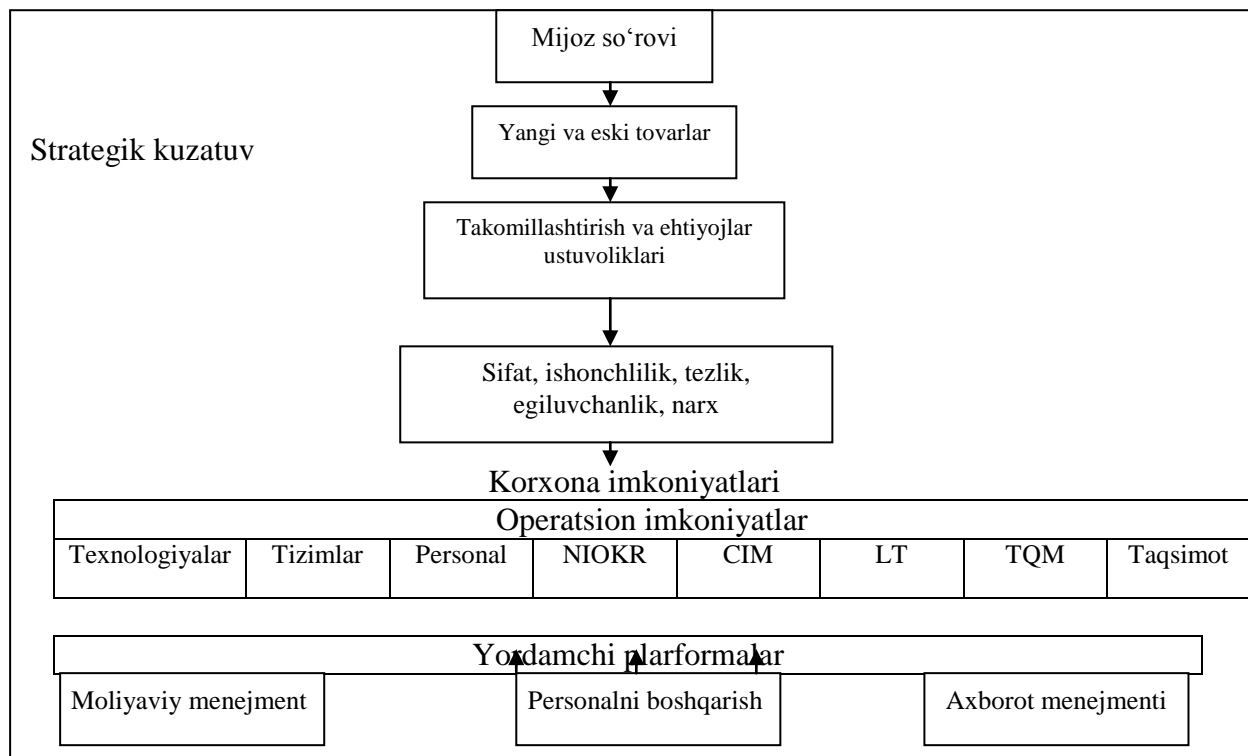 Mijoz so‘rovi
Yangi va eski tovarlar
Strategik kuzatuv
Takomillashtirish va ehtiyojlar
ustuvoliklari
Sifat, ishonchlilik, tezlik,
egiluvchanlik, narx
Korxona imkoniyatlari
Operatsion imkoniyatlar
Texnologiyalar Tizimlar Personal NIOKR CIM LT TQM Taqsimot
Yordamchi plarformalar
Moliyaviy menejment Personalni boshqarish Axborot menejmenti